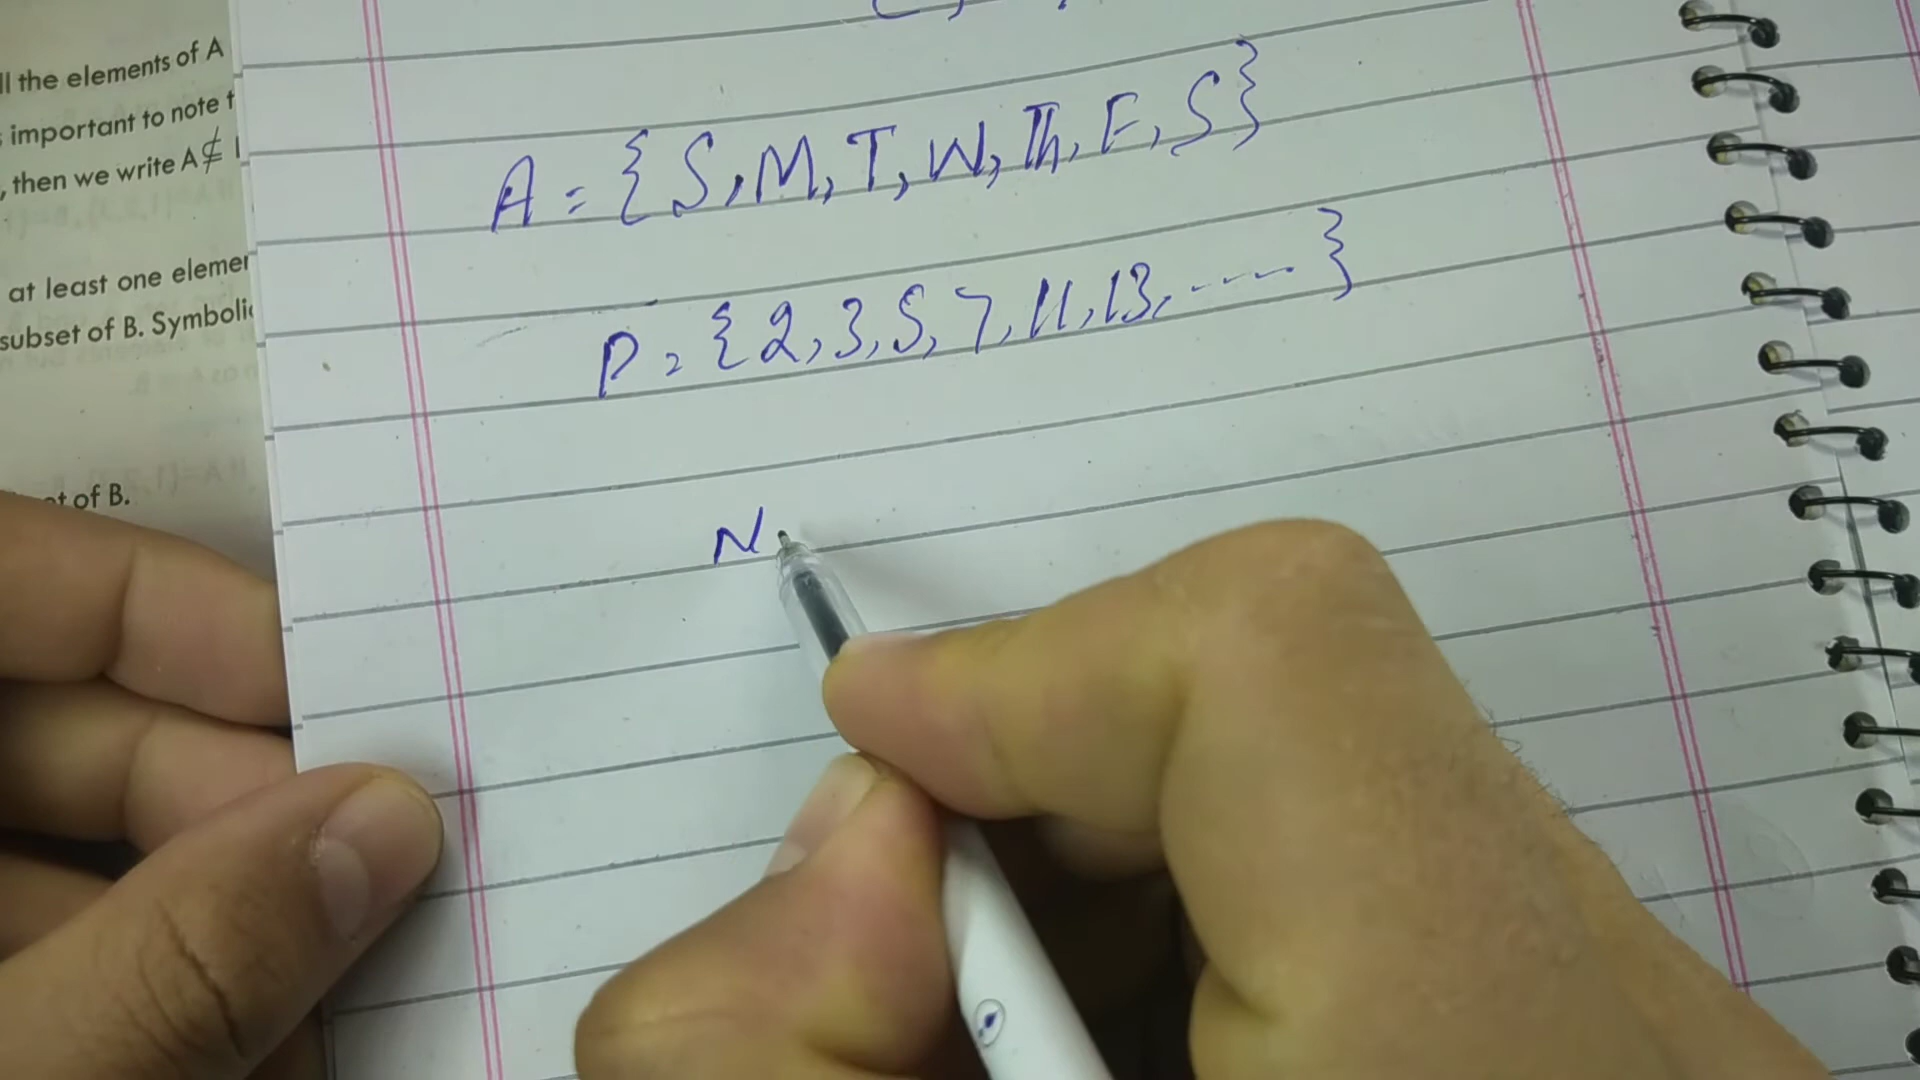 ll the elements of A
important to note t
, then we write A⊈
at least one elemen
subset of B. Symboli
of B.
A = {S, M, T, W, Th, F, S}
P = {2, 3, 5, 7, 11, 13, ......}
N